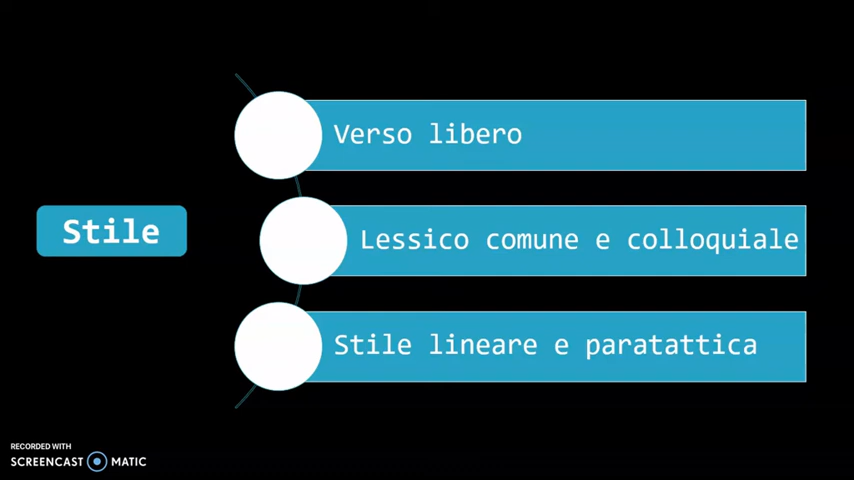 Verso libero
Stile
Lessico comune e colloquiale
Stile lineare e paratattica
RECORDED WITH
SCREENCAST MATIC